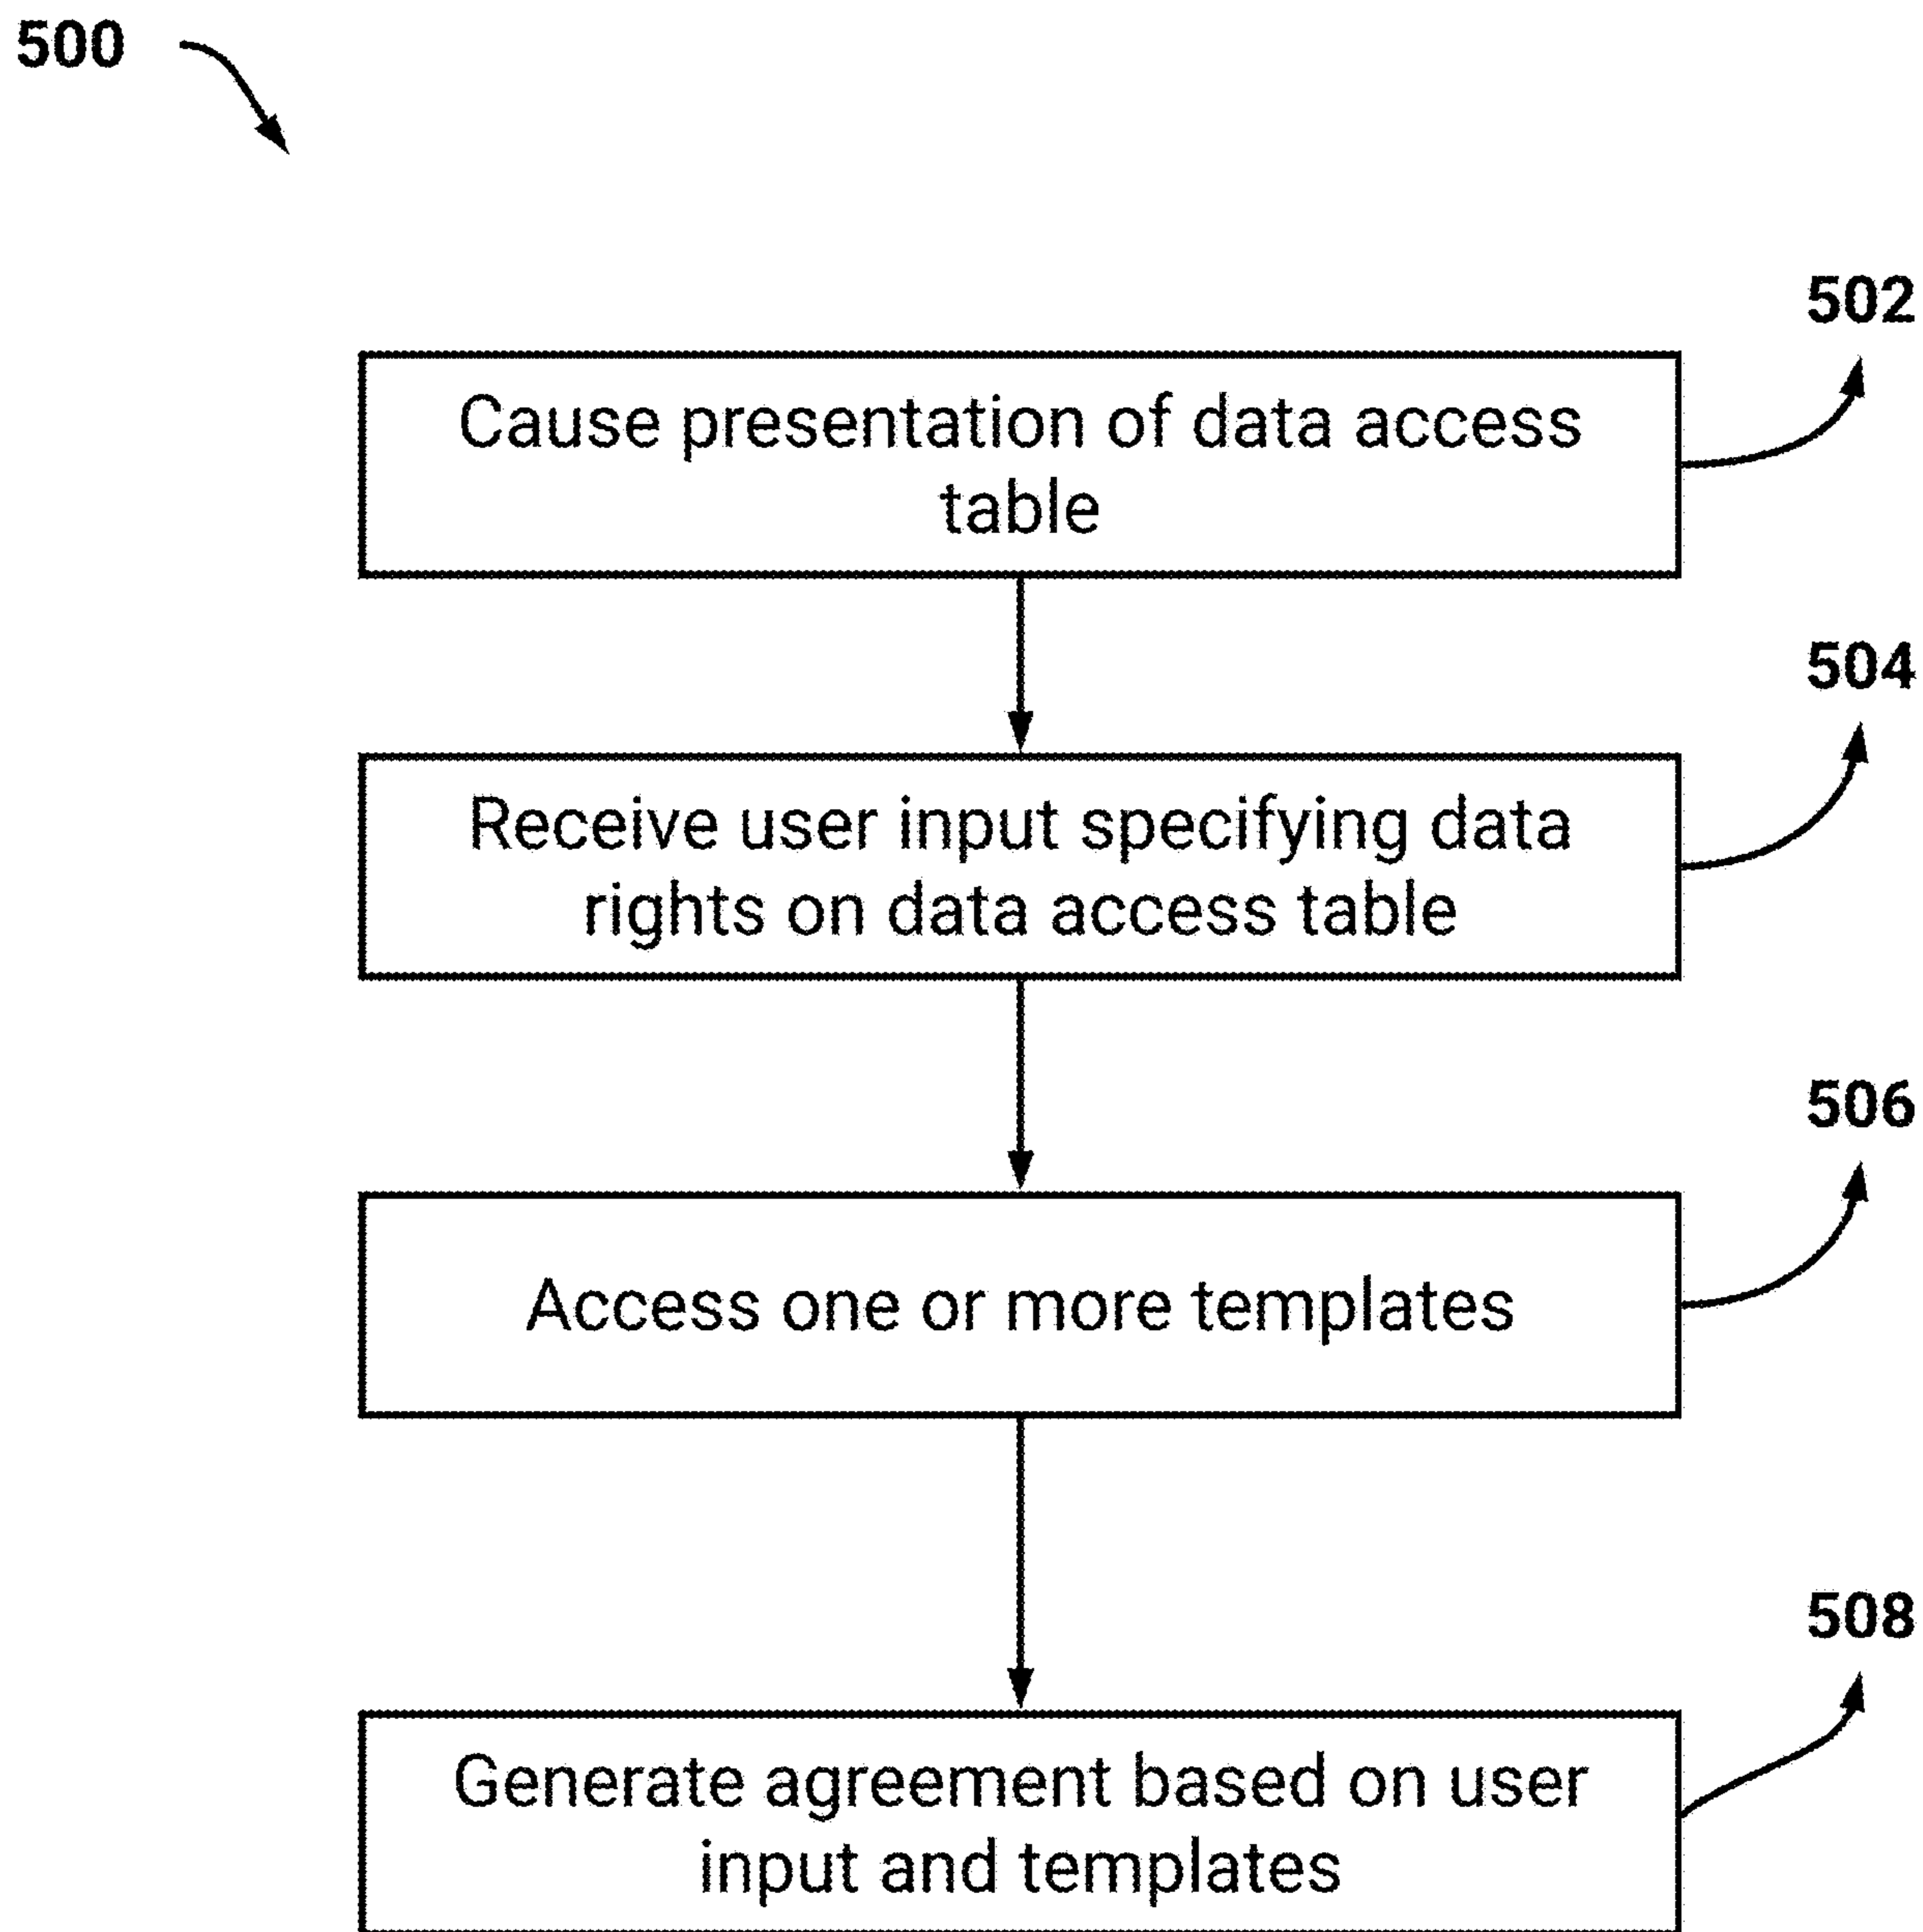 500
502
Cause presentation of data access
table
504
Receive user input specifying data
rights on data access table
506
Access one or more templates
508
Generate agreement based on user
input and templates